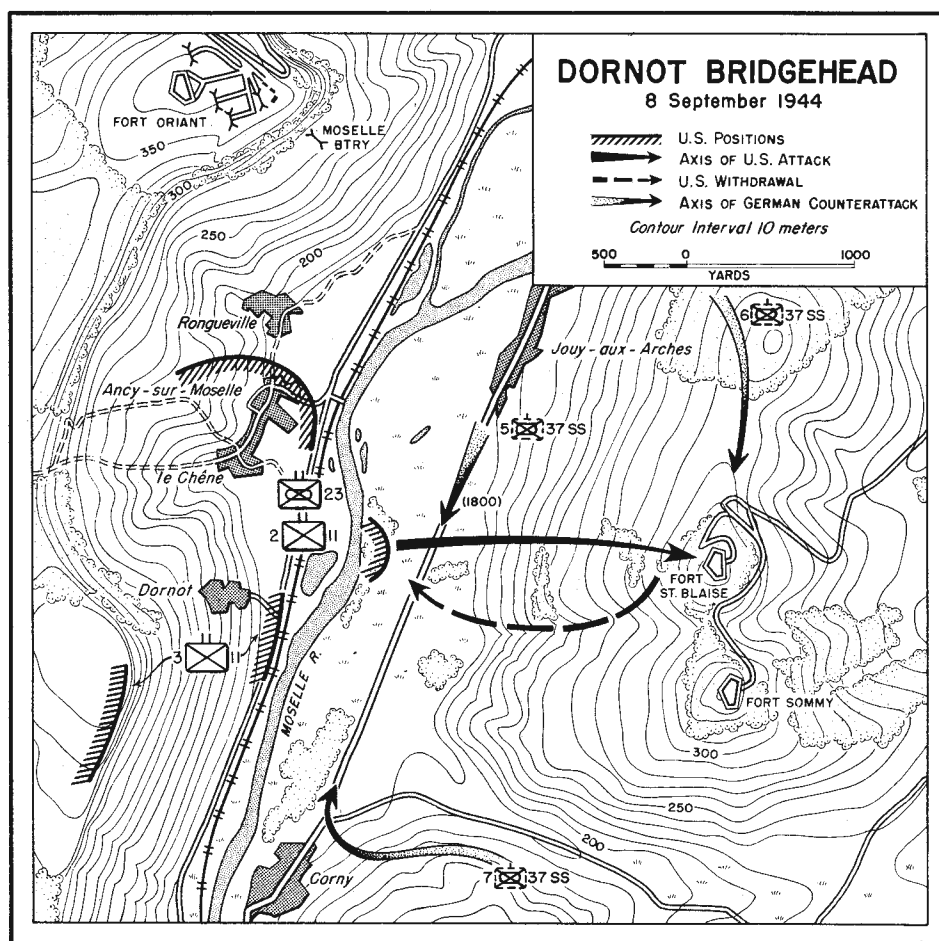 DORNOT BRIDGEHEAD
8 September 1944
U.S. POSITIONS
AXIS OF U.S. ATTACK
U.S. WITHDRAWAL
AXIS OF GERMAN COUNTERATTACK
Contour Interval 10 meters
500 0 1000
YARDS
FORT ORIANT
MOSELLE
BTRY
350
300
250
200
Rongueville
Ancy-sur-Moselle
le Chêne
23
2 11
Dornot
3 11
MOSELLE R.
Jouy-aux-Arches
6 37 SS
5 37 SS
(1800)
FORT
ST. BLAISE
FORT SOMMY
300
250
200
Corny
7 37 SS